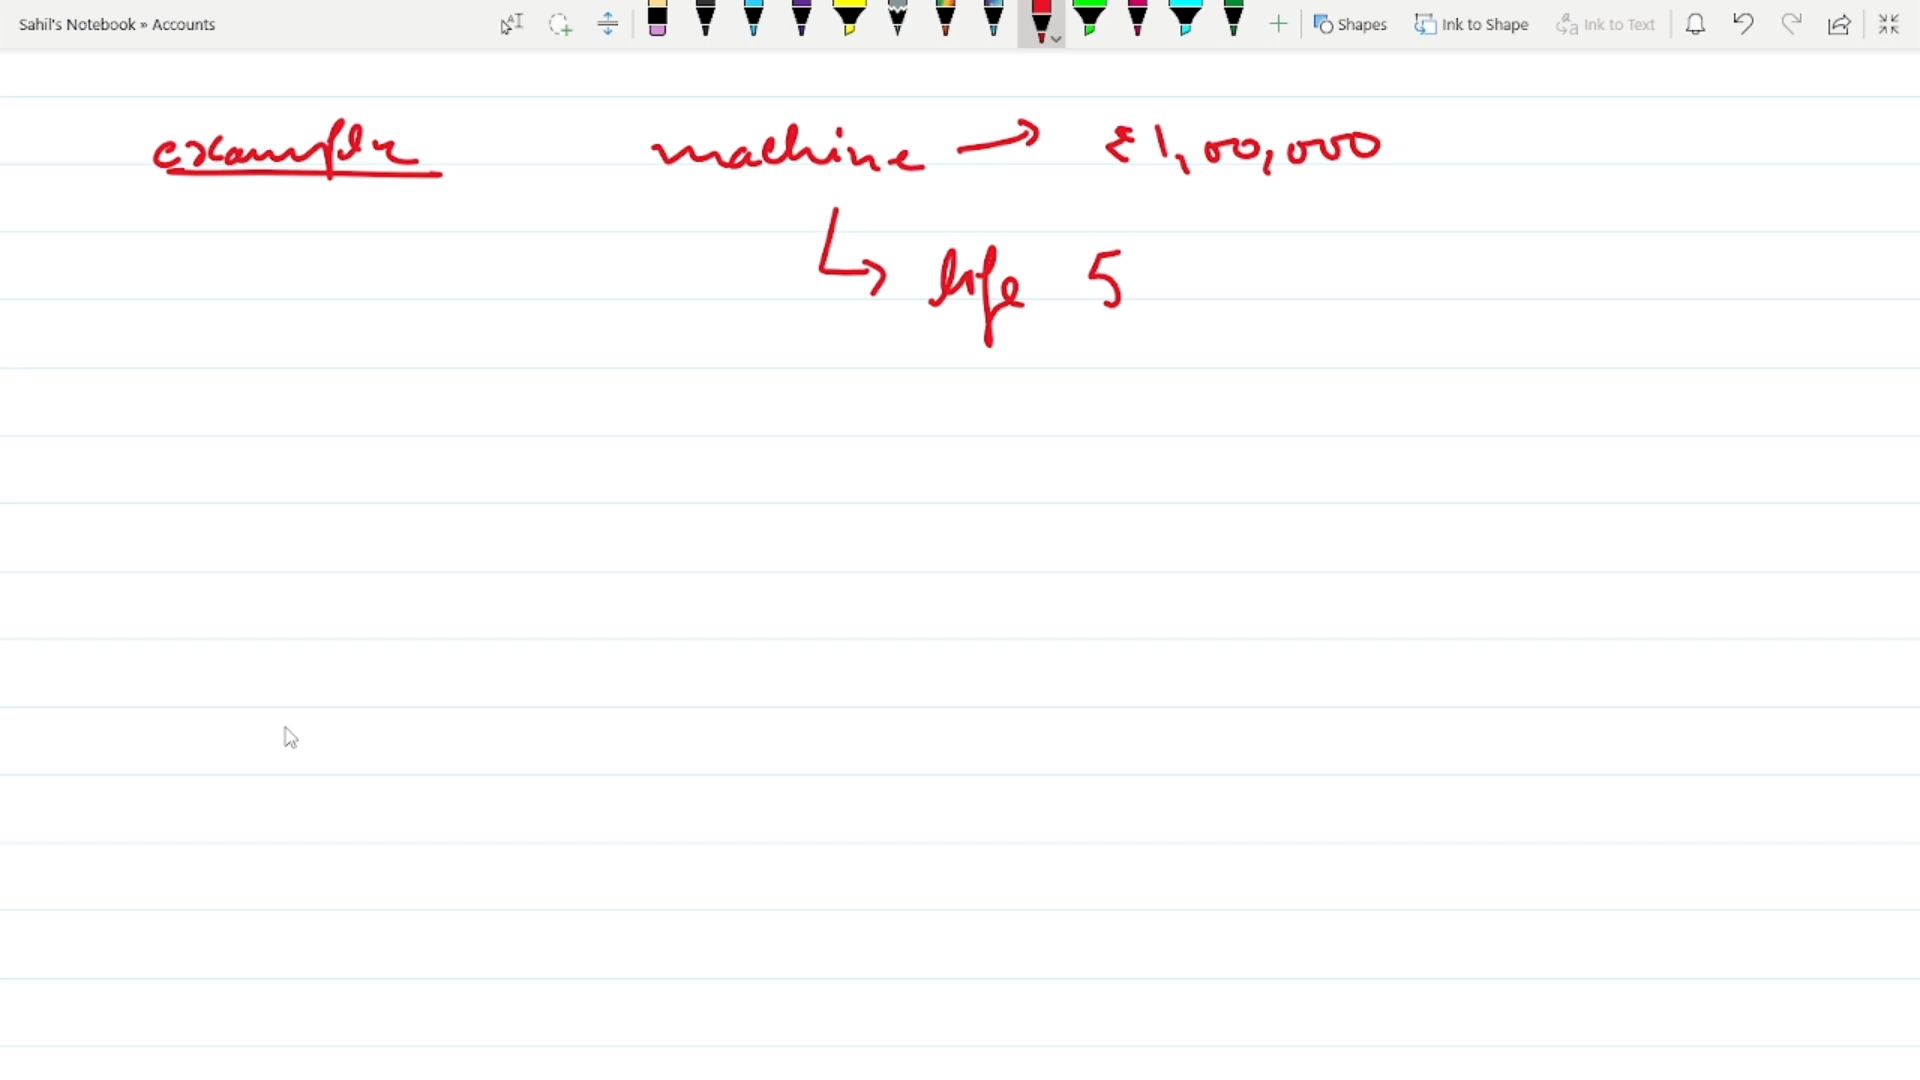 Sahil's Notebook » Accounts
Shapes
Ink to Shape
Ink to Text
example machine → ₹1,00,000
↳ life 5